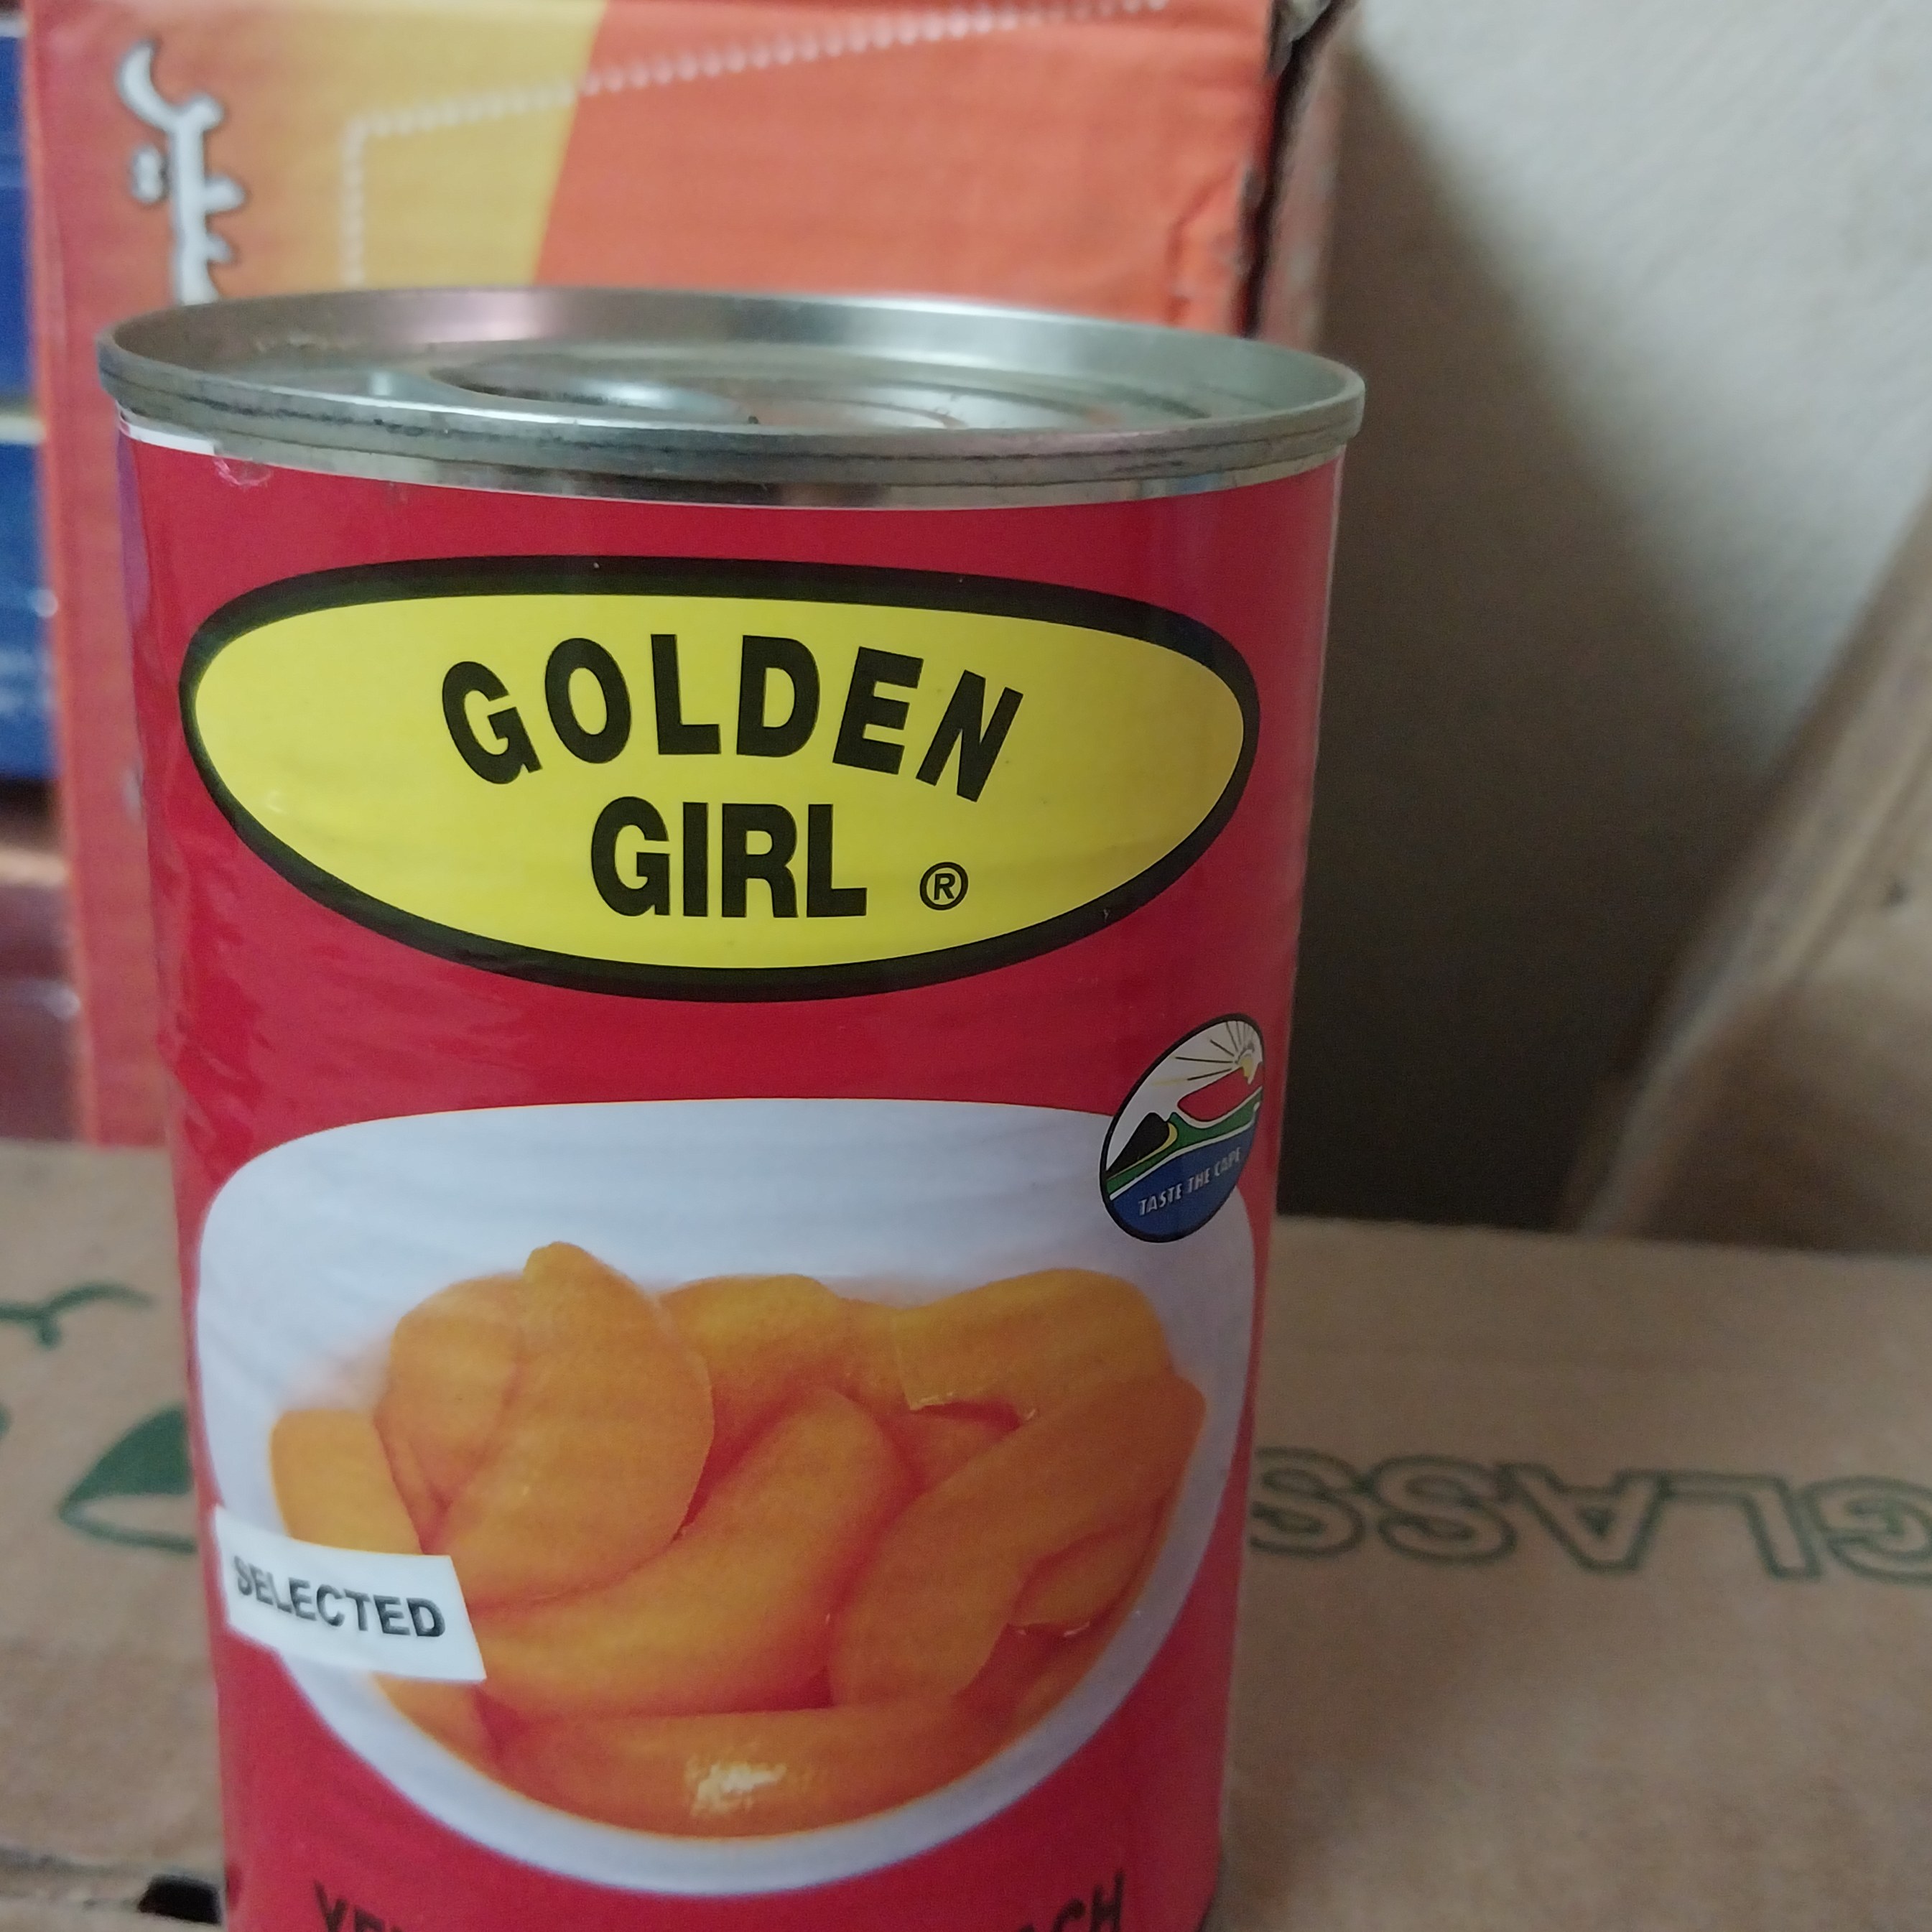 GOLDEN
GIRL ®
TASTE THE CAPE
SELECTED
GLASS